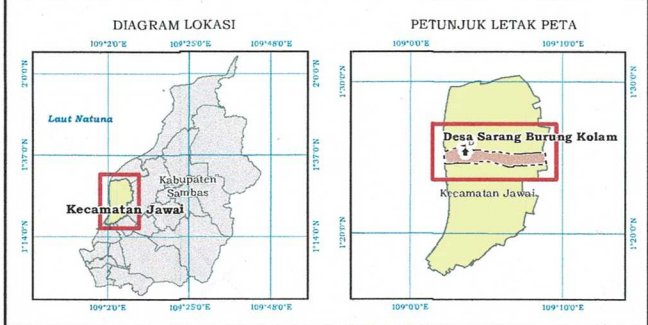 DIAGRAM LOKASI
109°2'0"E 109°25'0"E 109°48'0"E
2°0'0"N
2°0'0"N
Laut Natuna
1°37'0"N
1°37'0"N
Kabupaten
Sambas
Kecamatan Jawai
1°14'0"N
1°14'0"N
109°2'0"E 109°25'0"E 109°48'0"E
PETUNJUK LETAK PETA
109°0'0"E 109°10'0"E
1°30'0"N
1°30'0"N
Desa Sarang Burung Kolam
Kecamatan Jawai
1°20'0"N
1°20'0"N
109°0'0"E 109°10'0"E